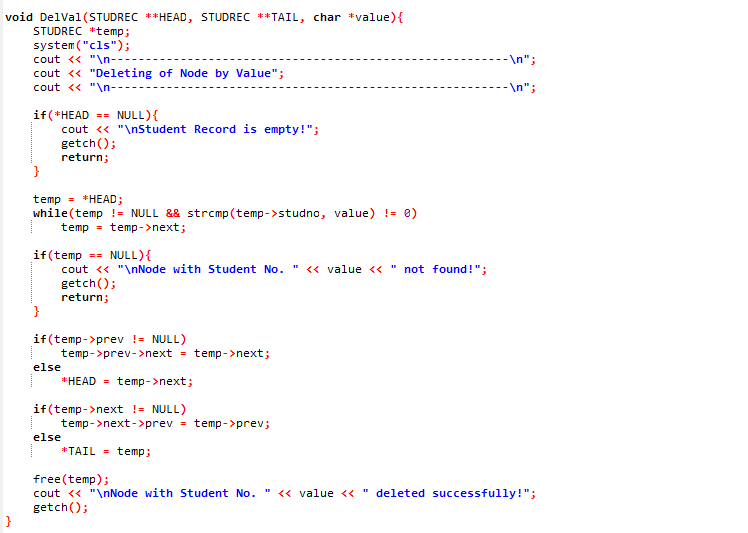 void DelVal(STUDREC **HEAD, STUDREC **TAIL, char *value){
    STUDREC *temp;
    system("cls");
    cout << "\n---------------------------------------------------------\n";
    cout << "Deleting of Node by Value";
    cout << "\n---------------------------------------------------------\n";

    if(*HEAD == NULL){
        cout << "\nStudent Record is empty!";
        getch();
        return;
    }

    temp = *HEAD;
    while(temp != NULL && strcmp(temp->studno, value) != 0)
        temp = temp->next;

    if(temp == NULL){
        cout << "\nNode with Student No. " << value << " not found!";
        getch();
        return;
    }

    if(temp->prev != NULL)
        temp->prev->next = temp->next;
    else
        *HEAD = temp->next;

    if(temp->next != NULL)
        temp->next->prev = temp->prev;
    else
        *TAIL = temp;

    free(temp);
    cout << "\nNode with Student No. " << value << " deleted successfully!";
    getch();
}